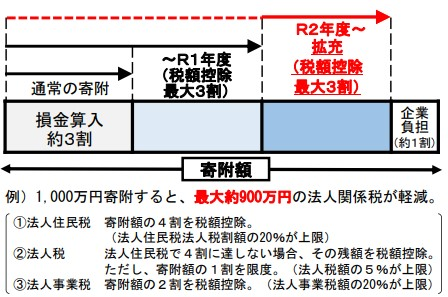 R2年度~
拡充
(税額控除
最大3割)
~R1年度
(税額控除
最大3割)
通常の寄附
損金算入
約3割
企業
負担
(約1割)
寄附額
例)1,000万円寄附すると、最大約900万円の法人関係税が軽減。
①法人住民税 寄附額の4割を税額控除。
(法人住民税法人税割額の20%が上限)
②法人税 法人住民税で4割に達しない場合、その残額を税額控除。
ただし、寄附額の1割を限度。(法人税額の5%が上限)
③法人事業税 寄附額の2割を税額控除。(法人事業税額の20%が上限)